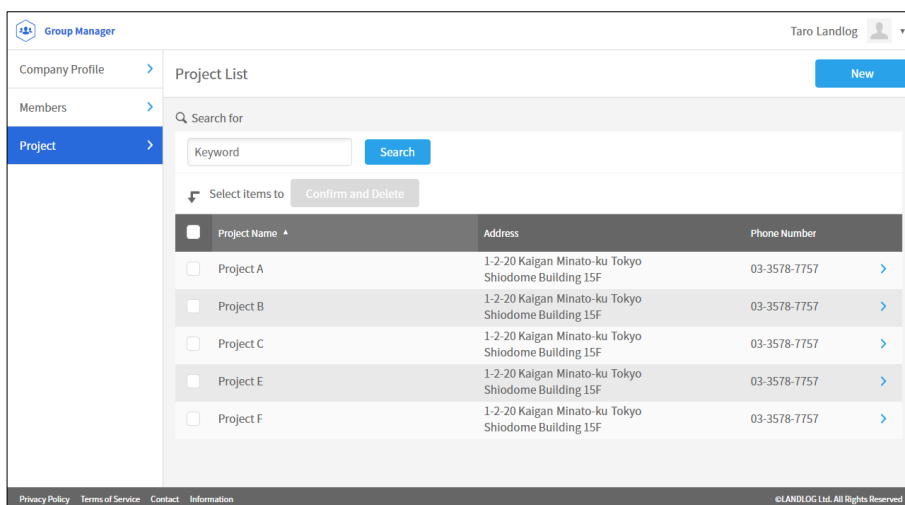 Group Manager
Taro Landlog
Company Profile
Members
Project
Project List
New
Search for
Keyword
Search
Select items to
Confirm and Delete
Project Name
Address
Phone Number
Project A
1-2-20 Kaigan Minato-ku Tokyo
Shiodome Building 15F
03-3578-7757
Project B
1-2-20 Kaigan Minato-ku Tokyo
Shiodome Building 15F
03-3578-7757
Project C
1-2-20 Kaigan Minato-ku Tokyo
Shiodome Building 15F
03-3578-7757
Project E
1-2-20 Kaigan Minato-ku Tokyo
Shiodome Building 15F
03-3578-7757
Project F
1-2-20 Kaigan Minato-ku Tokyo
Shiodome Building 15F
03-3578-7757
Privacy Policy Terms of Service Contact Information
©LANDLOG Ltd. All Rights Reserved